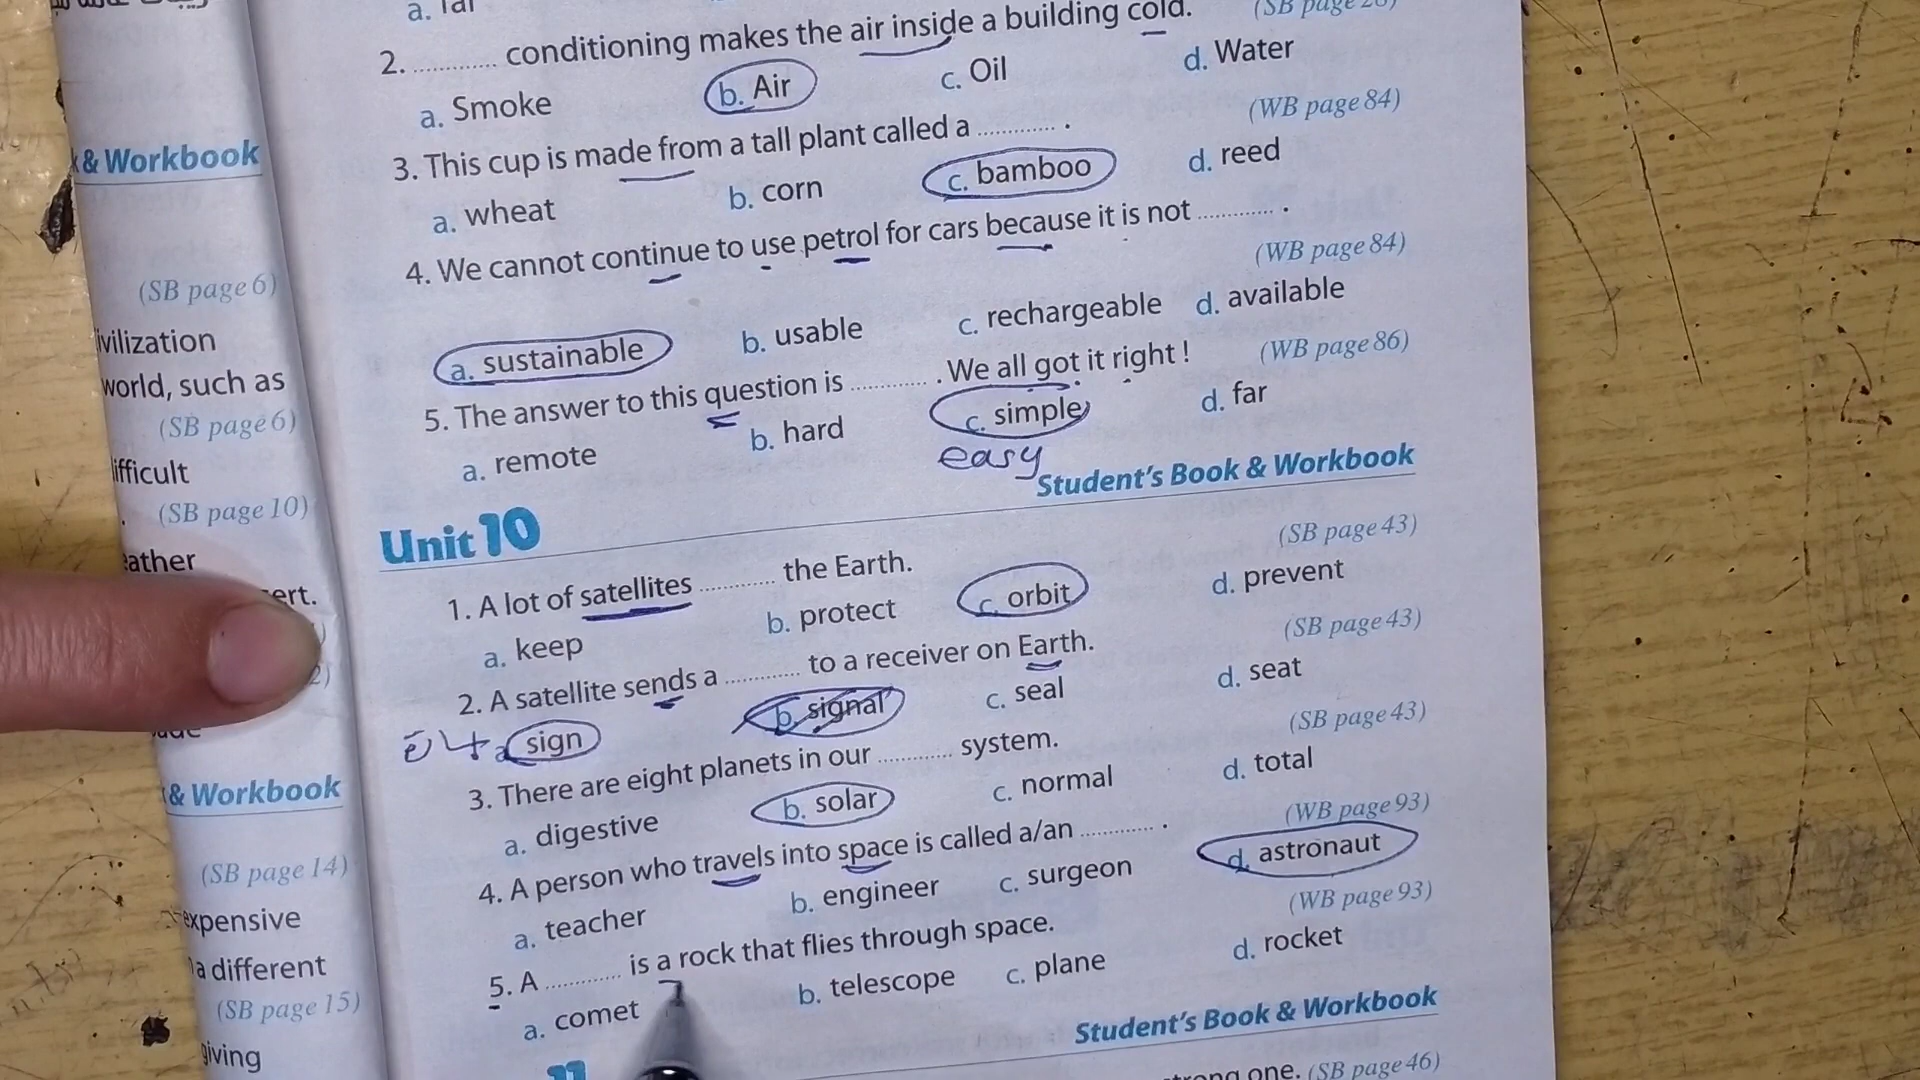 a. far
(SB page 28)
2. ............ conditioning makes the air inside a building cold.
a. Smoke b. Air c. Oil d. Water
(WB page 84)
3. This cup is made from a tall plant called a ............ .
a. wheat b. corn c. bamboo d. reed
(WB page 84)
4. We cannot continue to use petrol for cars because it is not ............ .
a. sustainable b. usable c. rechargeable d. available
(WB page 86)
5. The answer to this question is ............ . We all got it right !
a. remote b. hard c. simple d. far
easy
Student's Book & Workbook
Unit 10
(SB page 43)
1. A lot of satellites ............ the Earth.
a. keep b. protect c. orbit d. prevent
(SB page 43)
2. A satellite sends a ............ to a receiver on Earth.
a. sign b. signal c. seal d. seat
(SB page 43)
3. There are eight planets in our ............ system.
a. digestive b. solar c. normal d. total
(WB page 93)
4. A person who travels into space is called a/an ............ .
a. teacher b. engineer c. surgeon d. astronaut
(WB page 93)
5. A ............ is a rock that flies through space.
a. comet b. telescope c. plane d. rocket
Student's Book & Workbook
11
one. (SB page 46)
& Workbook
(SB page 6)
ivilization
world, such as
(SB page 6)
ifficult
(SB page 10)
eather
ert.
& Workbook
(SB page 14)
expensive
a different
(SB page 15)
giving